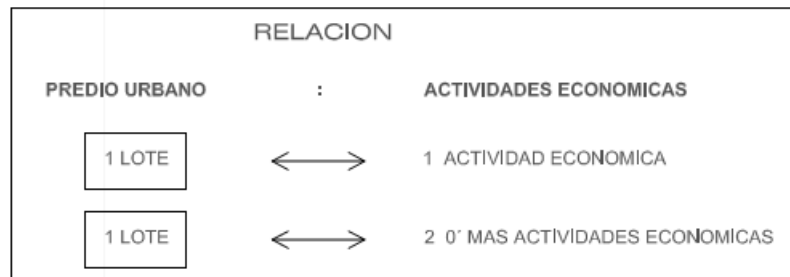 RELACION
PREDIO URBANO : ACTIVIDADES ECONOMICAS
1 LOTE 1 ACTIVIDAD ECONOMICA
1 LOTE 2 0´ MAS ACTIVIDADES ECONOMICAS